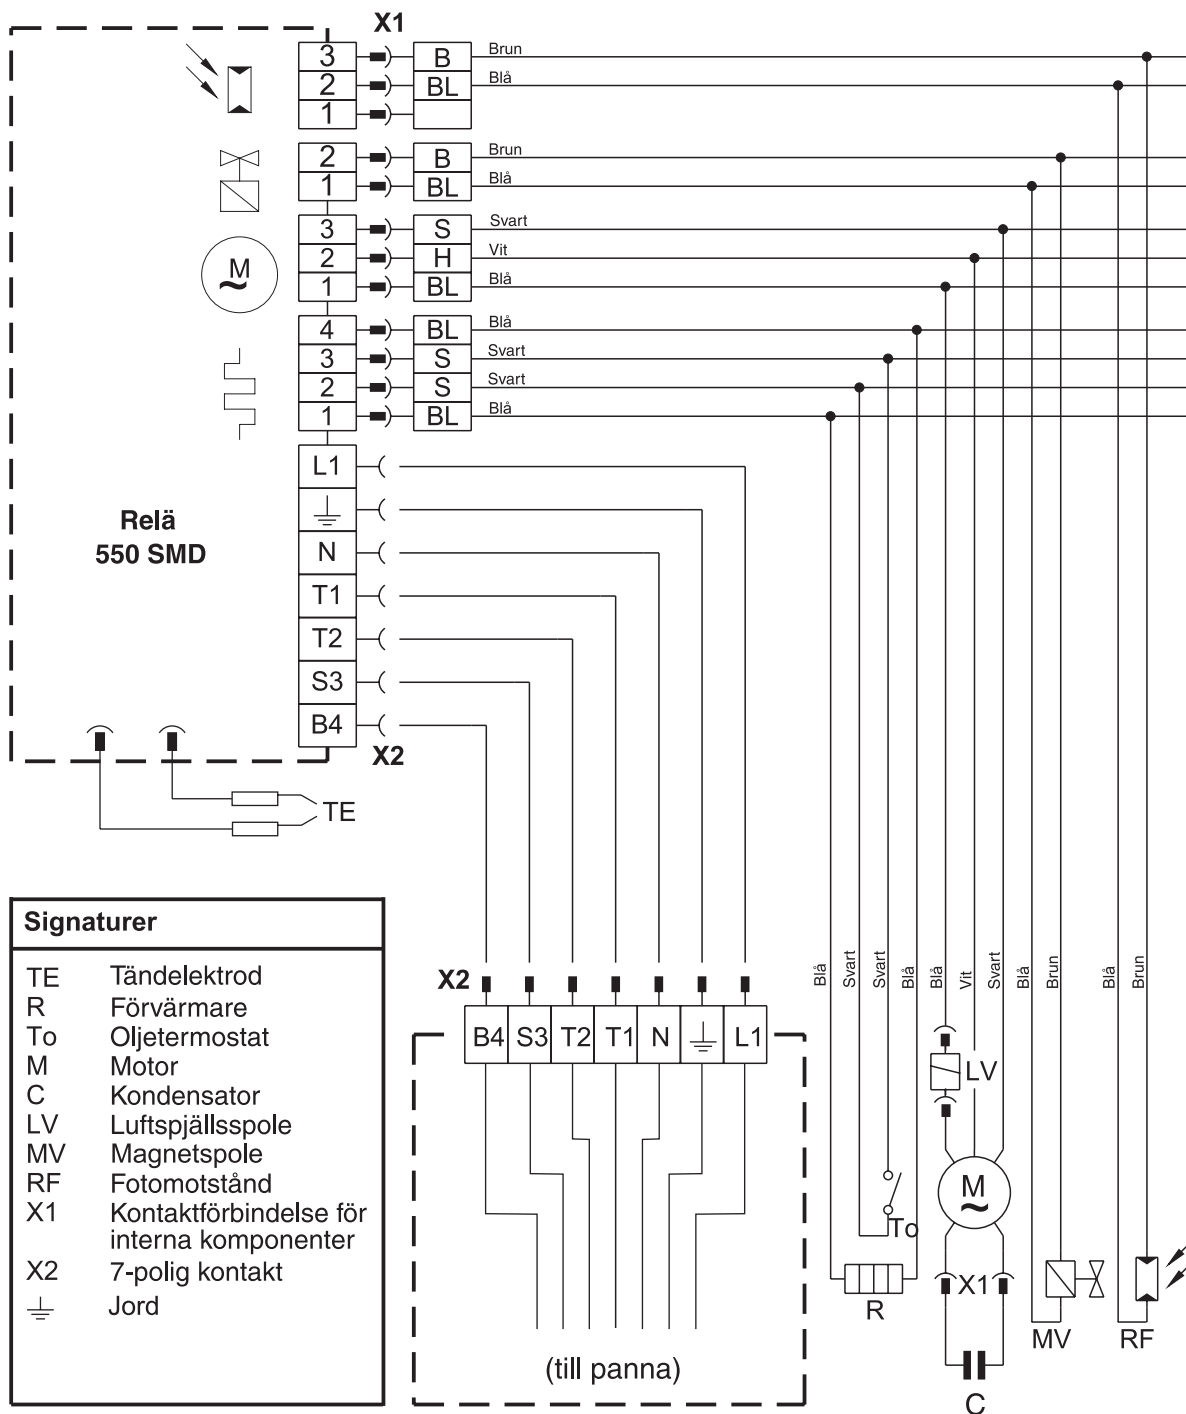 X1
3 B Brun
2 BL Blå
1
2 B Brun
1 BL Blå
3 S Svart
2 H Vit
1 BL Blå
M
~
4 BL Blå
3 S Svart
2 S Svart
1 BL Blå
L1
Relä
550 SMD
N
T1
T2
S3
B4
X2
TE
Signaturer
TE Tändelektrod
R Förvärmare
To Oljetermostat
M Motor
C Kondensator
LV Luftspjällsspole
MV Magnetspole
RF Fotomotstånd
X1 Kontaktförbindelse för
interna komponenter
X2 7-polig kontakt
Jord
X2
B4 S3 T2 T1 N L1
(till panna)
Blå Svart Svart Blå Blå Vit Svart Blå Brun Blå Brun
LV
M
~
To
R
X1
MV
RF
C